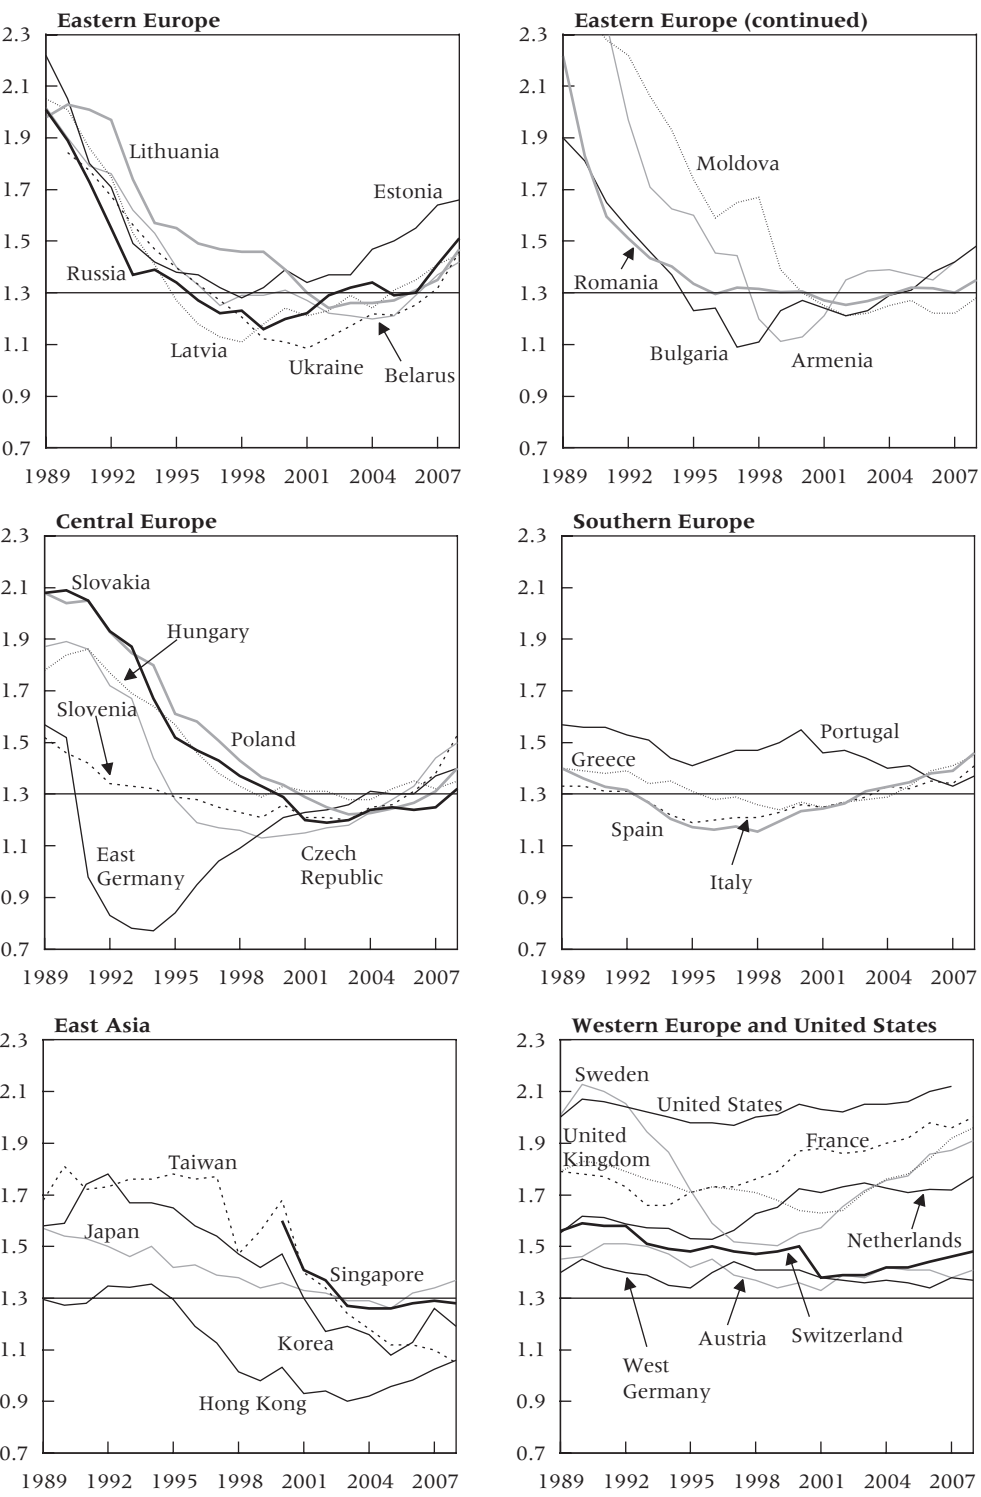 Eastern Europe
2.3
2.1
1.9
1.7
1.5
1.3
1.1
0.9
0.7
Lithuania
Estonia
Russia
Latvia
Ukraine
Belarus
1989 1992 1995 1998 2001 2004 2007
Eastern Europe (continued)
2.3
2.1
1.9
1.7
1.5
1.3
1.1
0.9
0.7
Moldova
Romania
Bulgaria
Armenia
1989 1992 1995 1998 2001 2004 2007
Central Europe
2.3
2.1
1.9
1.7
1.5
1.3
1.1
0.9
0.7
Slovakia
Hungary
Slovenia
Poland
East
Germany
Czech
Republic
1989 1992 1995 1998 2001 2004 2007
Southern Europe
2.3
2.1
1.9
1.7
1.5
1.3
1.1
0.9
0.7
Portugal
Greece
Spain
Italy
1989 1992 1995 1998 2001 2004 2007
East Asia
2.3
2.1
1.9
1.7
1.5
1.3
1.1
0.9
0.7
Taiwan
Japan
Singapore
Korea
Hong Kong
1989 1992 1995 1998 2001 2004 2007
Western Europe and United States
2.3
2.1
1.9
1.7
1.5
1.3
1.1
0.9
0.7
Sweden
United States
United
Kingdom
France
Netherlands
Austria
Switzerland
West
Germany
1989 1992 1995 1998 2001 2004 2007